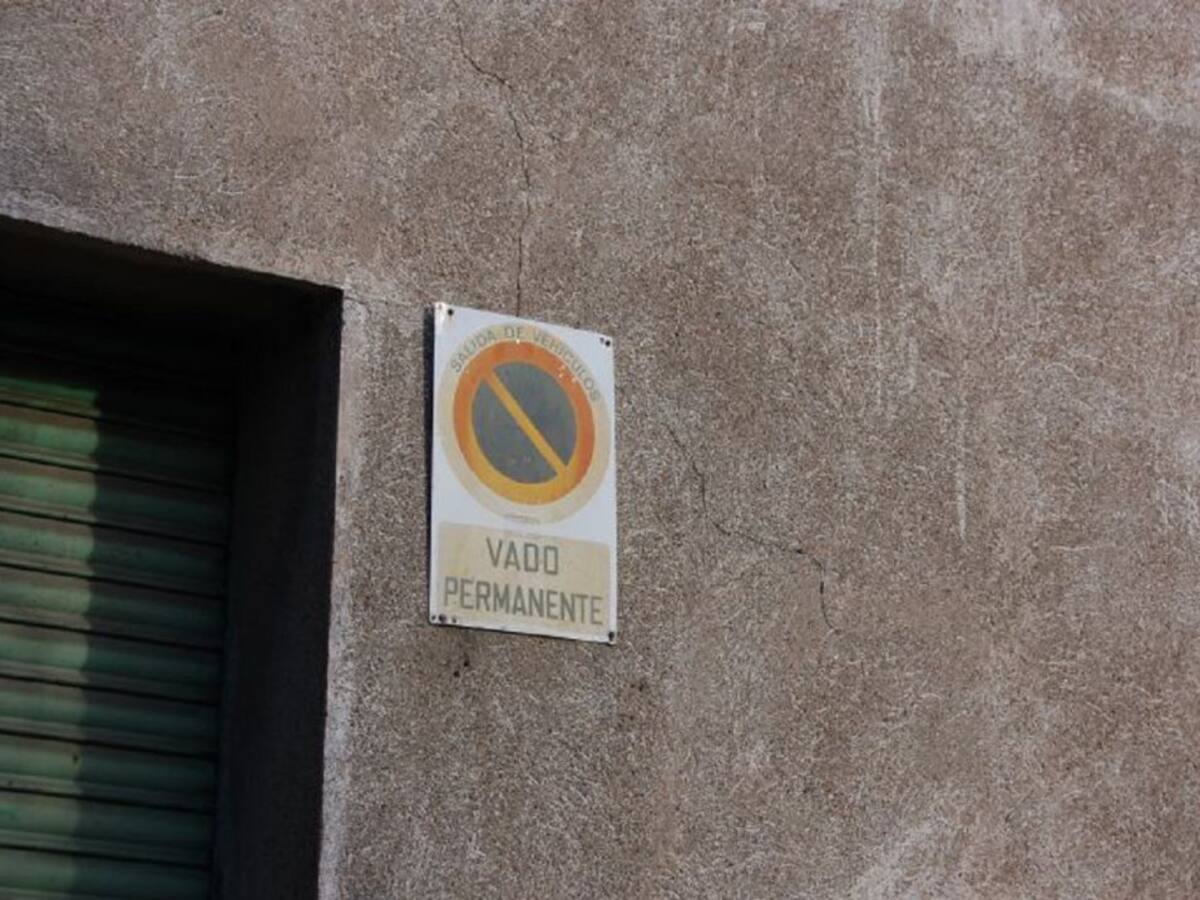 SALIDA DE VEHICULOS
VADO
PERMANENTE